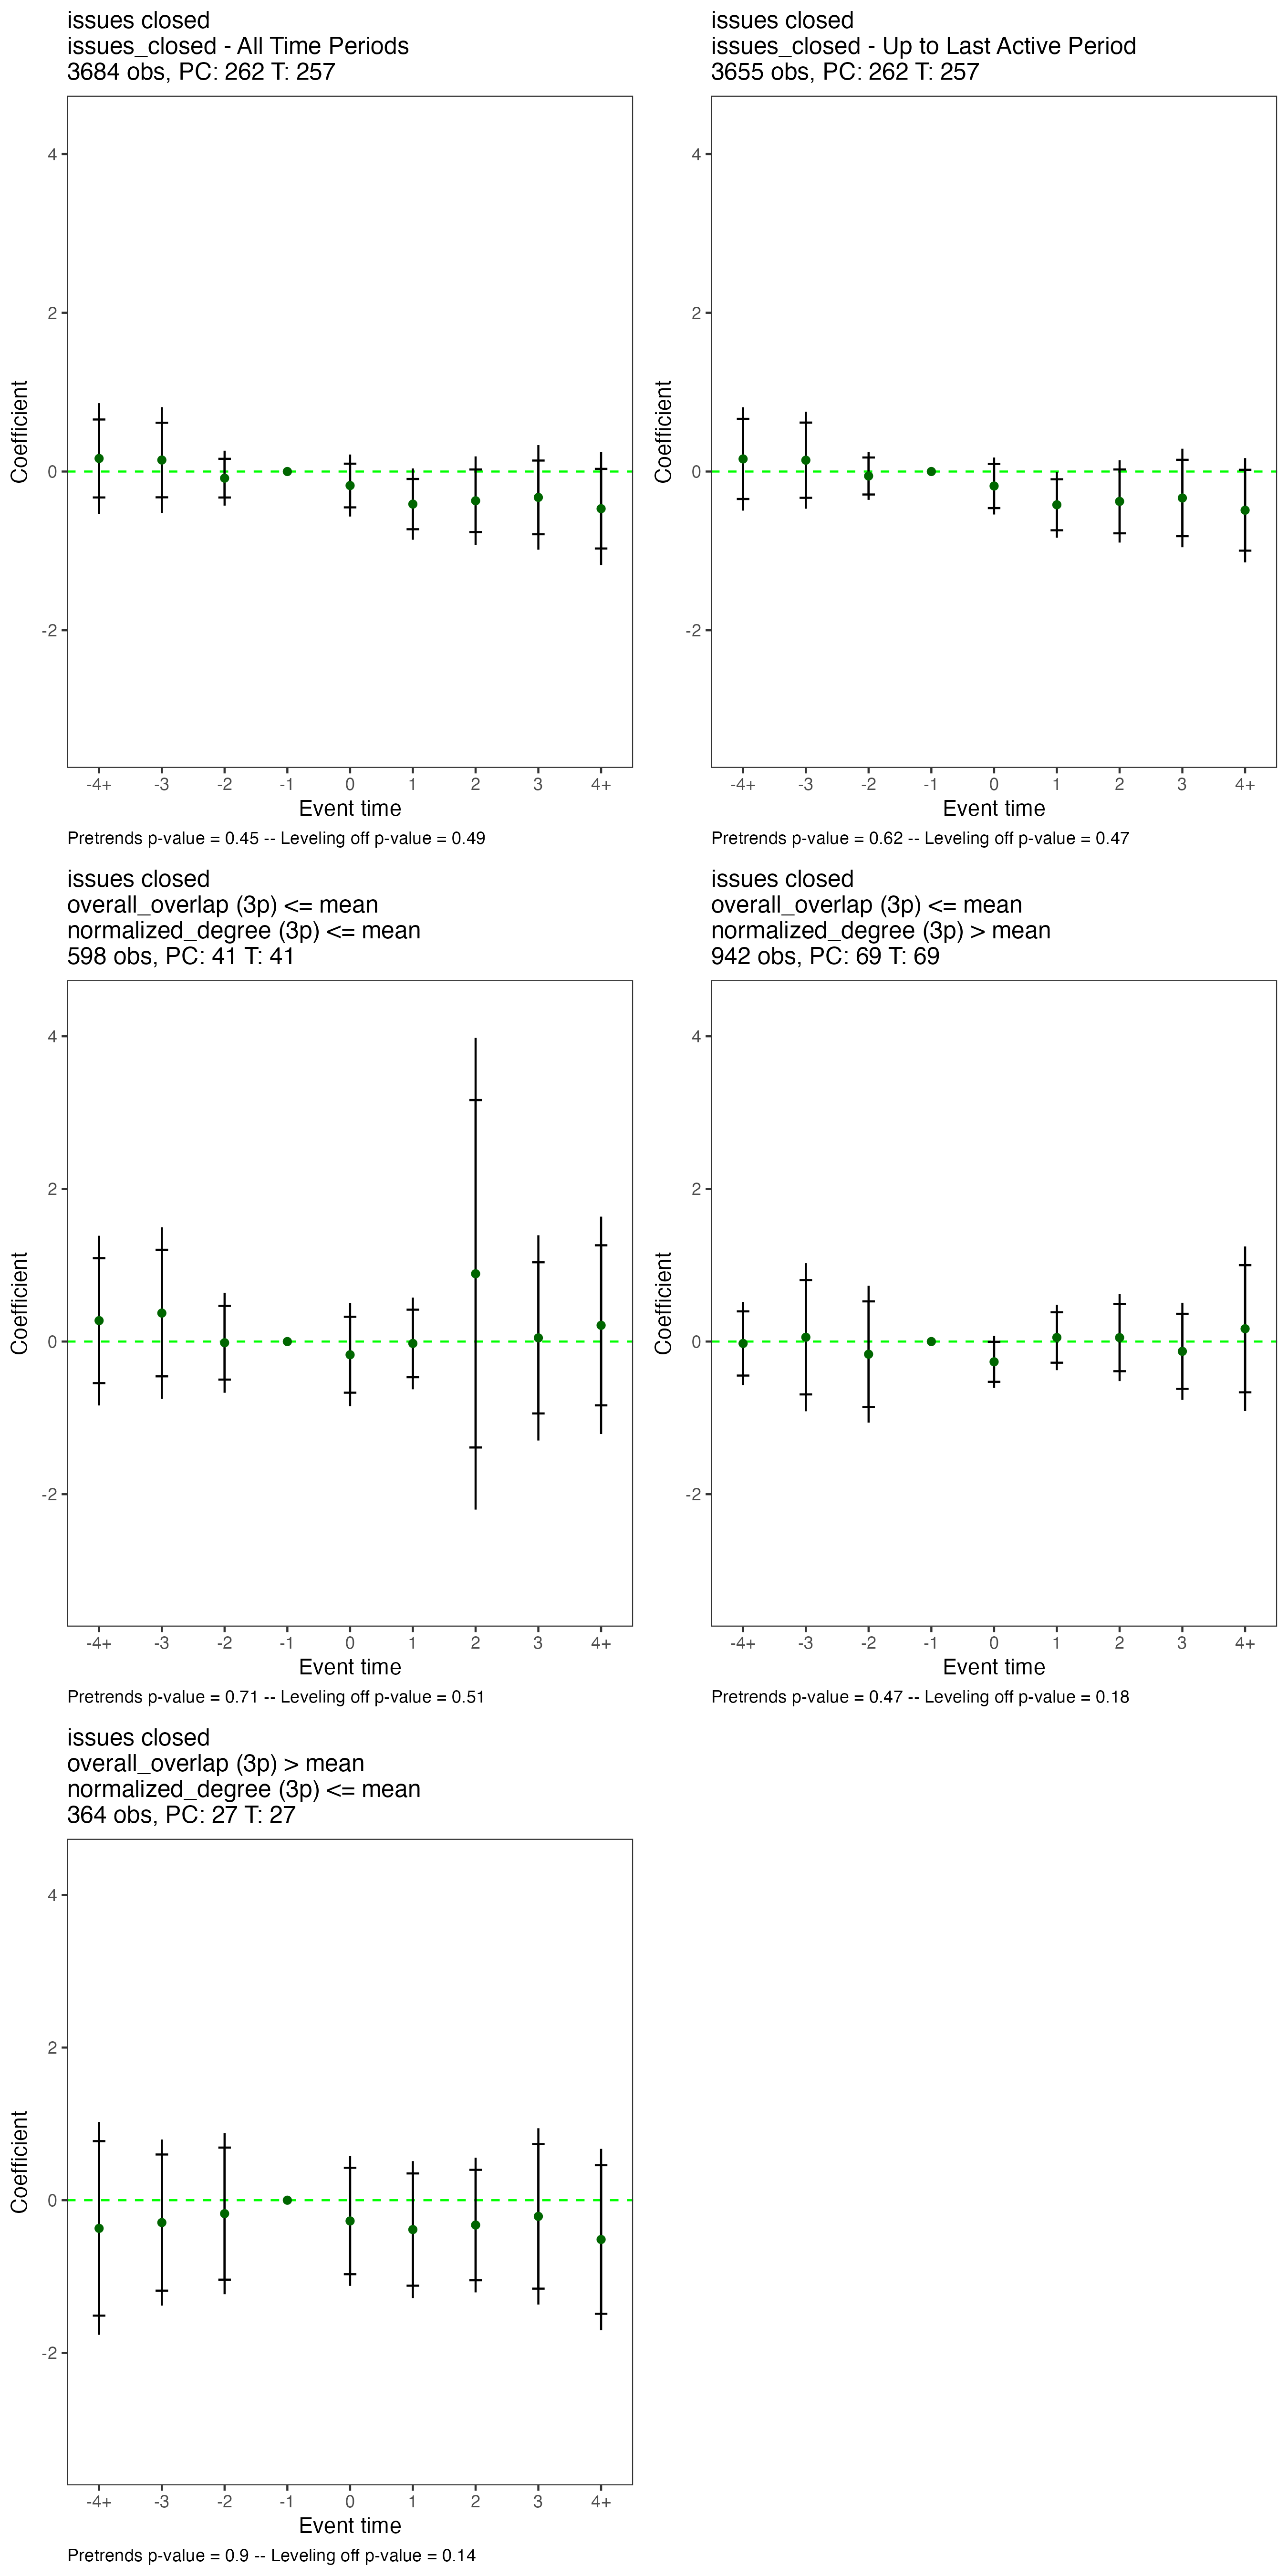 issues closed
issues_closed - All Time Periods
3684 obs, PC: 262 T: 257
4
2
0
-2
Coefficient
-4+ -3 -2 -1 0 1 2 3 4+
Event time
Pretrends p-value = 0.45 -- Leveling off p-value = 0.49
issues closed
issues_closed - Up to Last Active Period
3655 obs, PC: 262 T: 257
4
2
0
-2
Coefficient
-4+ -3 -2 -1 0 1 2 3 4+
Event time
Pretrends p-value = 0.62 -- Leveling off p-value = 0.47
issues closed
overall_overlap (3p) <= mean
normalized_degree (3p) <= mean
598 obs, PC: 41 T: 41
4
2
0
-2
Coefficient
-4+ -3 -2 -1 0 1 2 3 4+
Event time
Pretrends p-value = 0.71 -- Leveling off p-value = 0.51
issues closed
overall_overlap (3p) <= mean
normalized_degree (3p) > mean
942 obs, PC: 69 T: 69
4
2
0
-2
Coefficient
-4+ -3 -2 -1 0 1 2 3 4+
Event time
Pretrends p-value = 0.47 -- Leveling off p-value = 0.18
issues closed
overall_overlap (3p) > mean
normalized_degree (3p) <= mean
364 obs, PC: 27 T: 27
4
2
0
-2
Coefficient
-4+ -3 -2 -1 0 1 2 3 4+
Event time
Pretrends p-value = 0.9 -- Leveling off p-value = 0.14